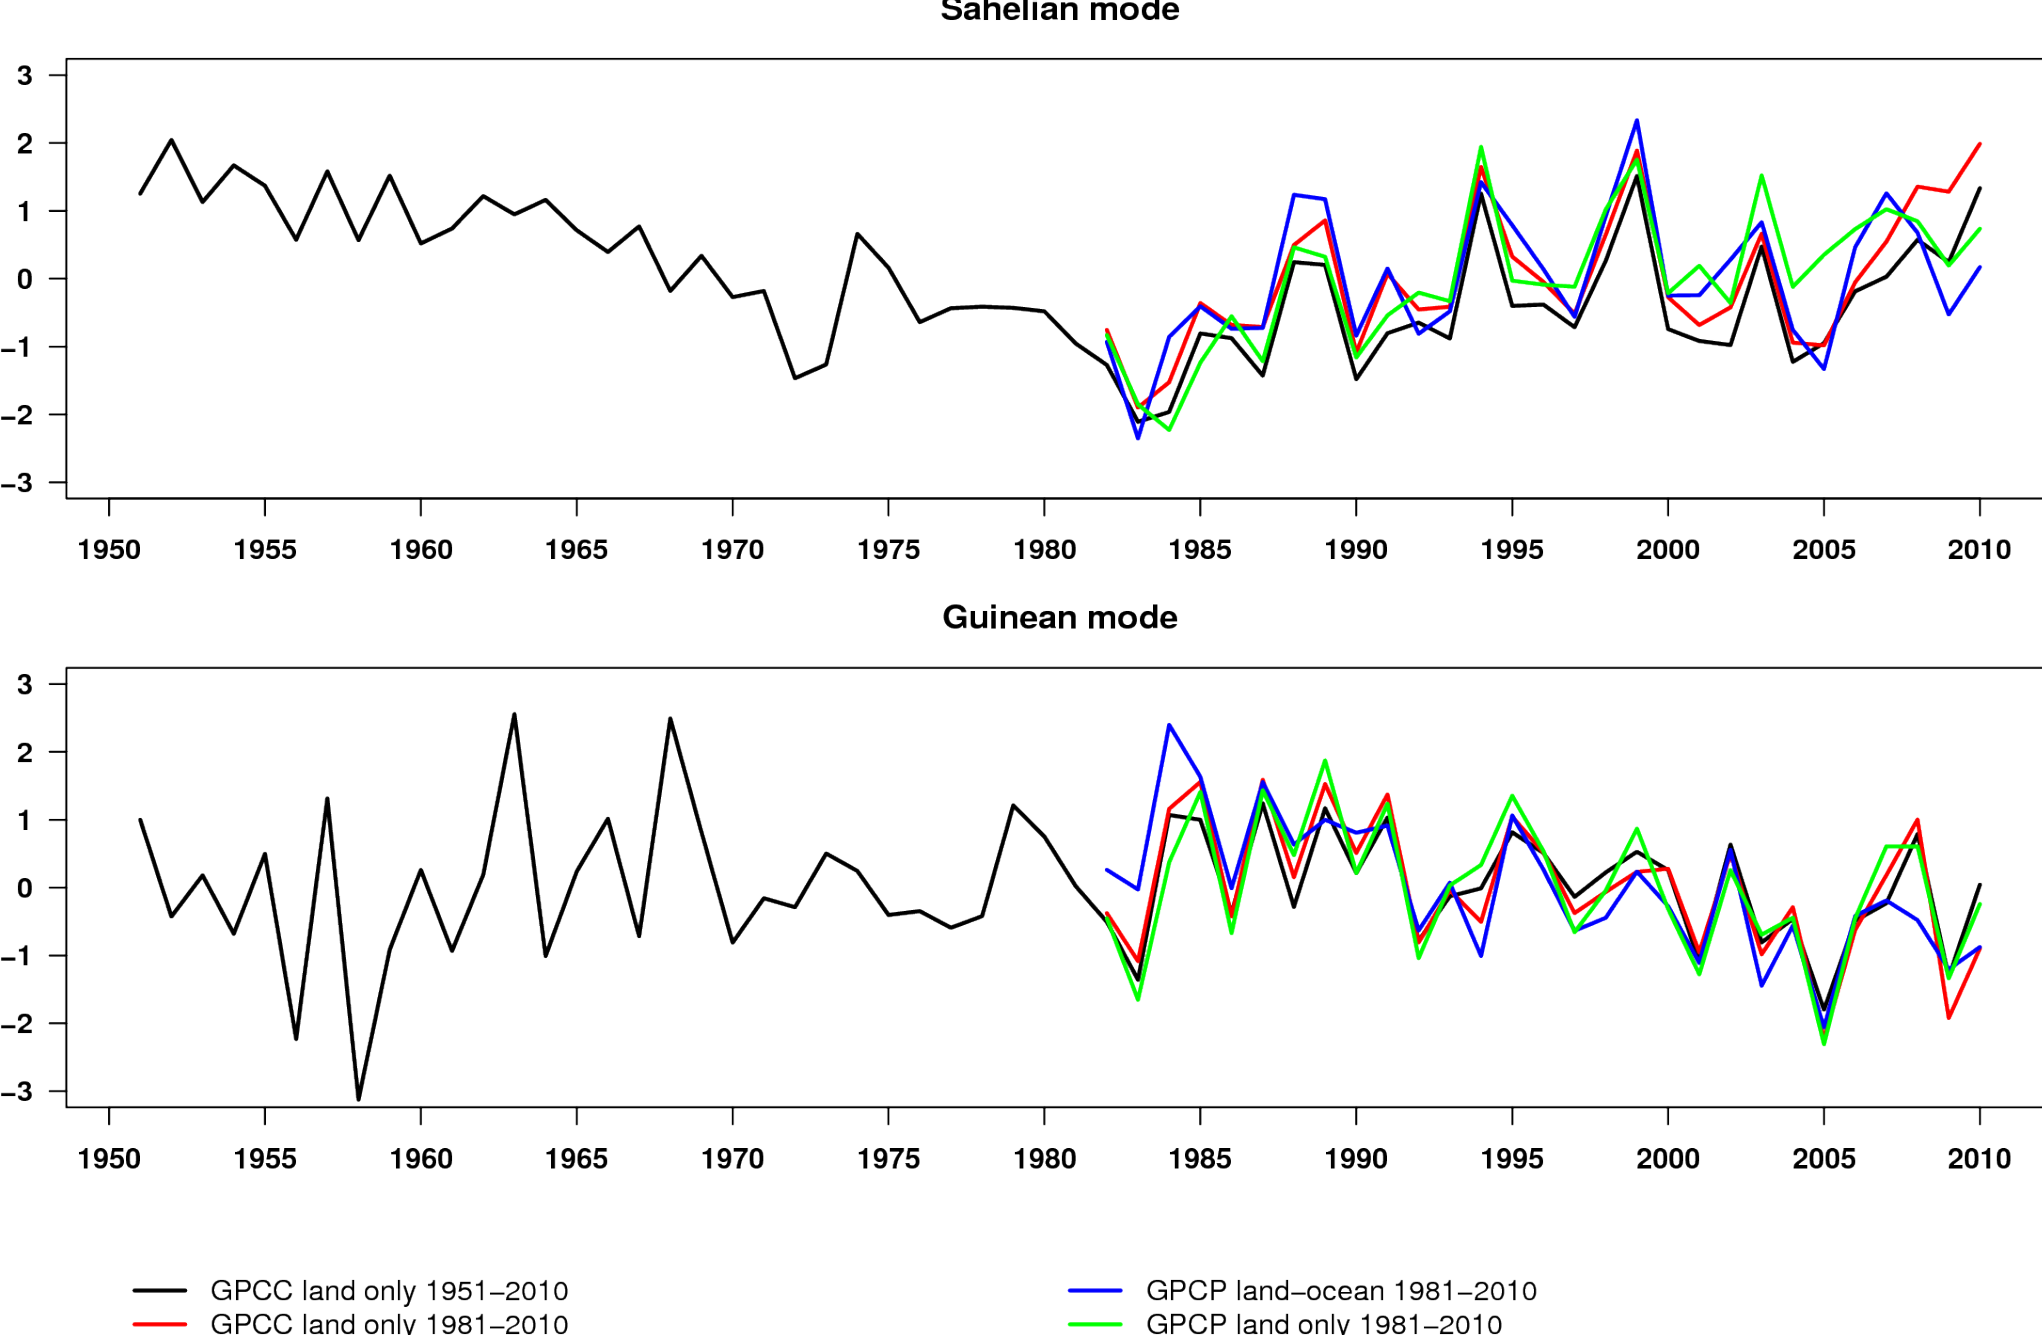 Sahelian mode
3
2
1
0
−1
−2
−3
1950 1955 1960 1965 1970 1975 1980 1985 1990 1995 2000 2005 2010
Guinean mode
3
2
1
0
−1
−2
−3
1950 1955 1960 1965 1970 1975 1980 1985 1990 1995 2000 2005 2010
GPCC land only 1951−2010 GPCP land−ocean 1981−2010
GPCC land only 1981−2010 GPCP land only 1981−2010